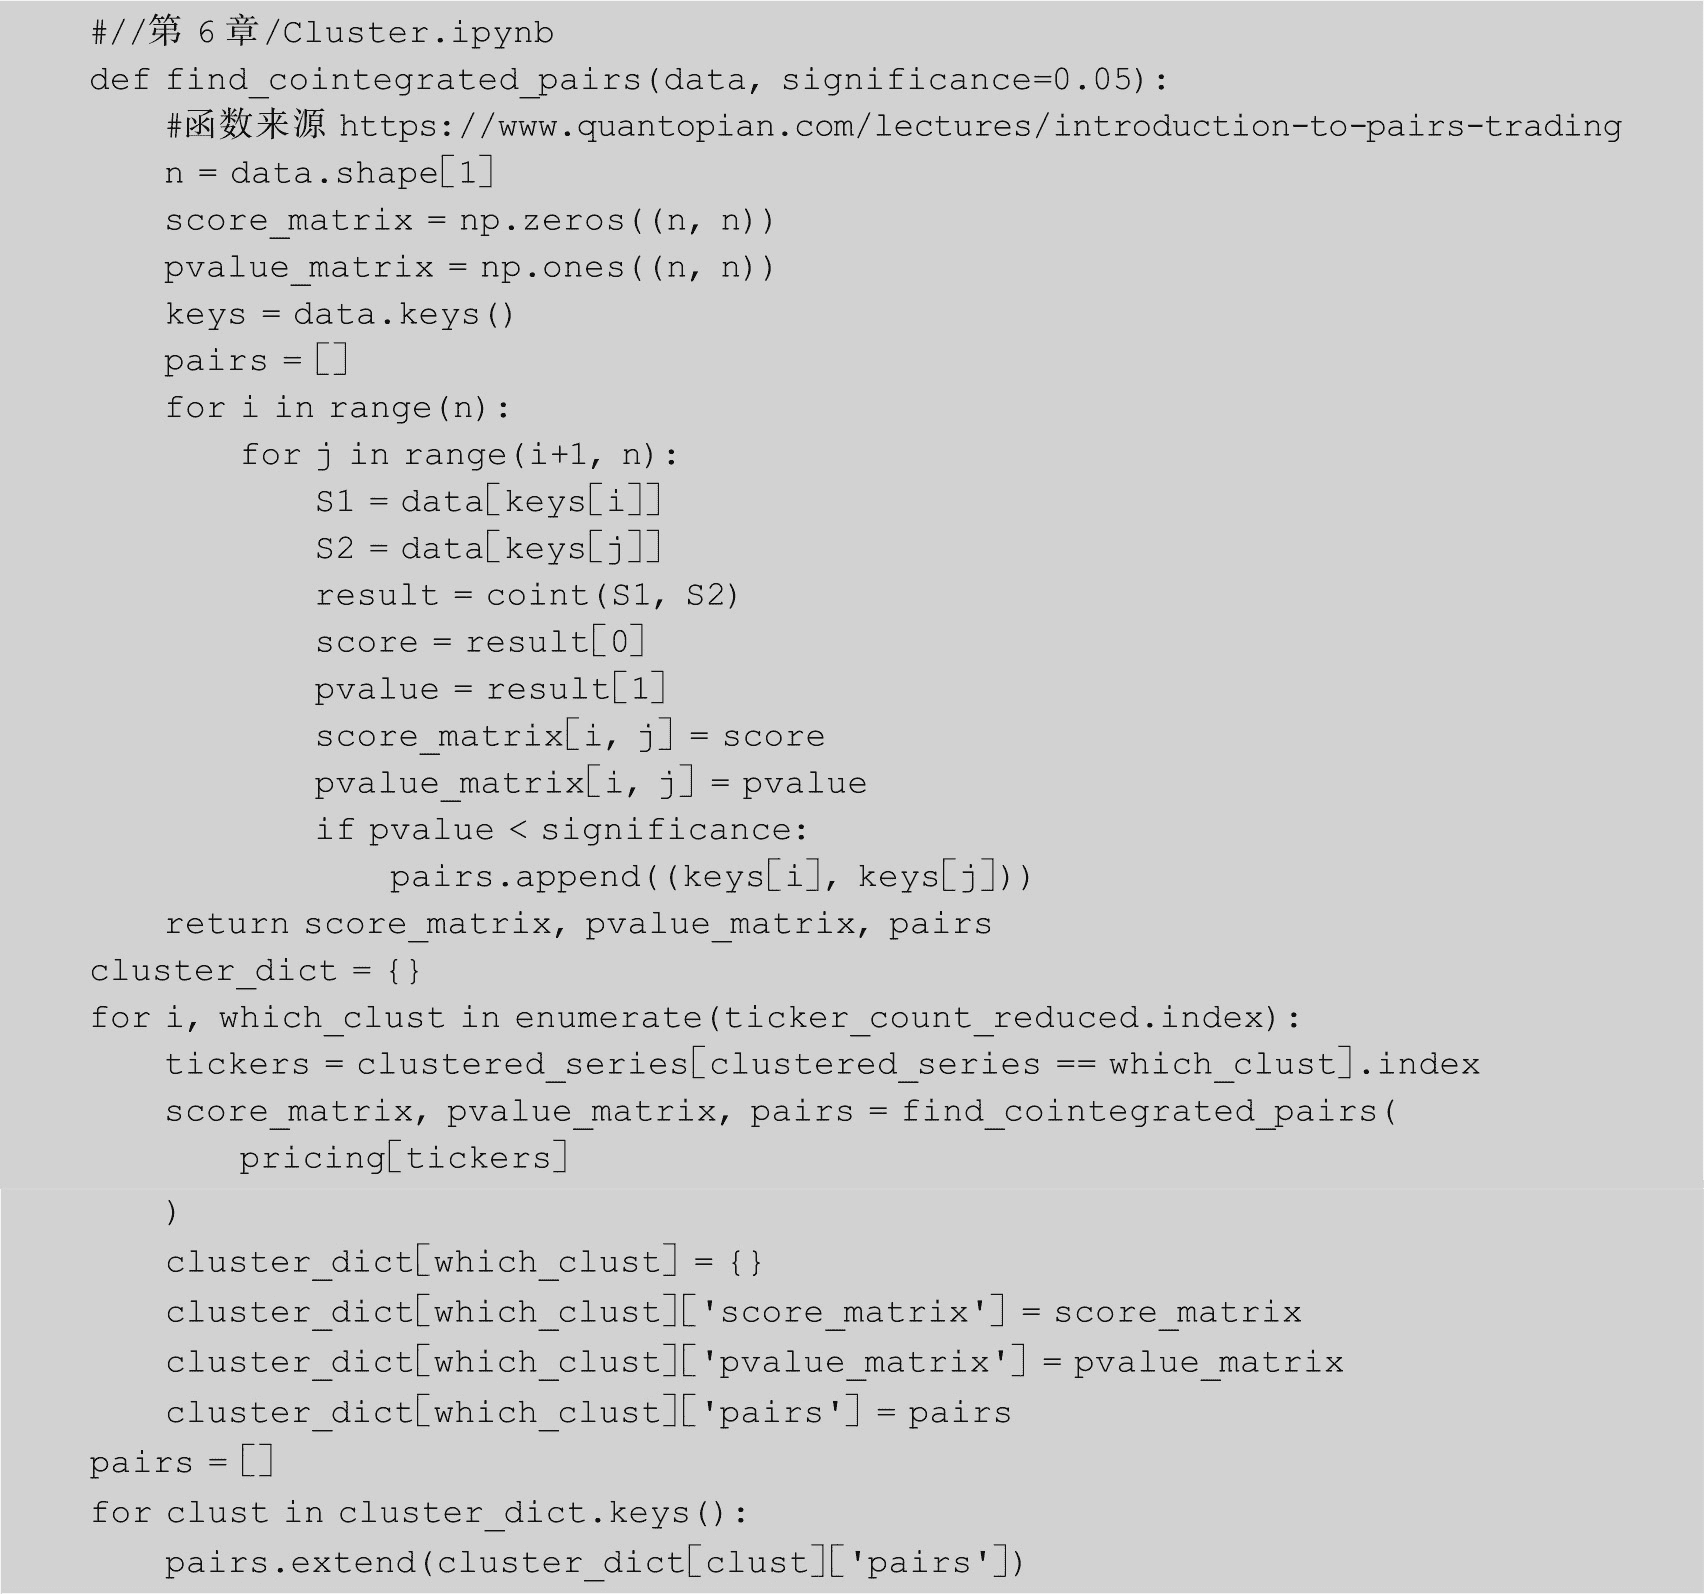 #//第 6 章/Cluster.ipynb
def find_cointegrated_pairs(data, significance=0.05):
    #函数来源 https://www.quantopian.com/lectures/introduction-to-pairs-trading
    n = data.shape[1]
    score_matrix = np.zeros((n, n))
    pvalue_matrix = np.ones((n, n))
    keys = data.keys()
    pairs = []
    for i in range(n):
        for j in range(i+1, n):
            S1 = data[keys[i]]
            S2 = data[keys[j]]
            result = coint(S1, S2)
            score = result[0]
            pvalue = result[1]
            score_matrix[i, j] = score
            pvalue_matrix[i, j] = pvalue
            if pvalue < significance:
                pairs.append((keys[i], keys[j]))
    return score_matrix, pvalue_matrix, pairs
cluster_dict = {}
for i, which_clust in enumerate(ticker_count_reduced.index):
    tickers = clustered_series[clustered_series == which_clust].index
    score_matrix, pvalue_matrix, pairs = find_cointegrated_pairs(
        pricing[tickers]
    )
    cluster_dict[which_clust] = {}
    cluster_dict[which_clust]['score_matrix'] = score_matrix
    cluster_dict[which_clust]['pvalue_matrix'] = pvalue_matrix
    cluster_dict[which_clust]['pairs'] = pairs
pairs = []
for clust in cluster_dict.keys():
    pairs.extend(cluster_dict[clust]['pairs'])